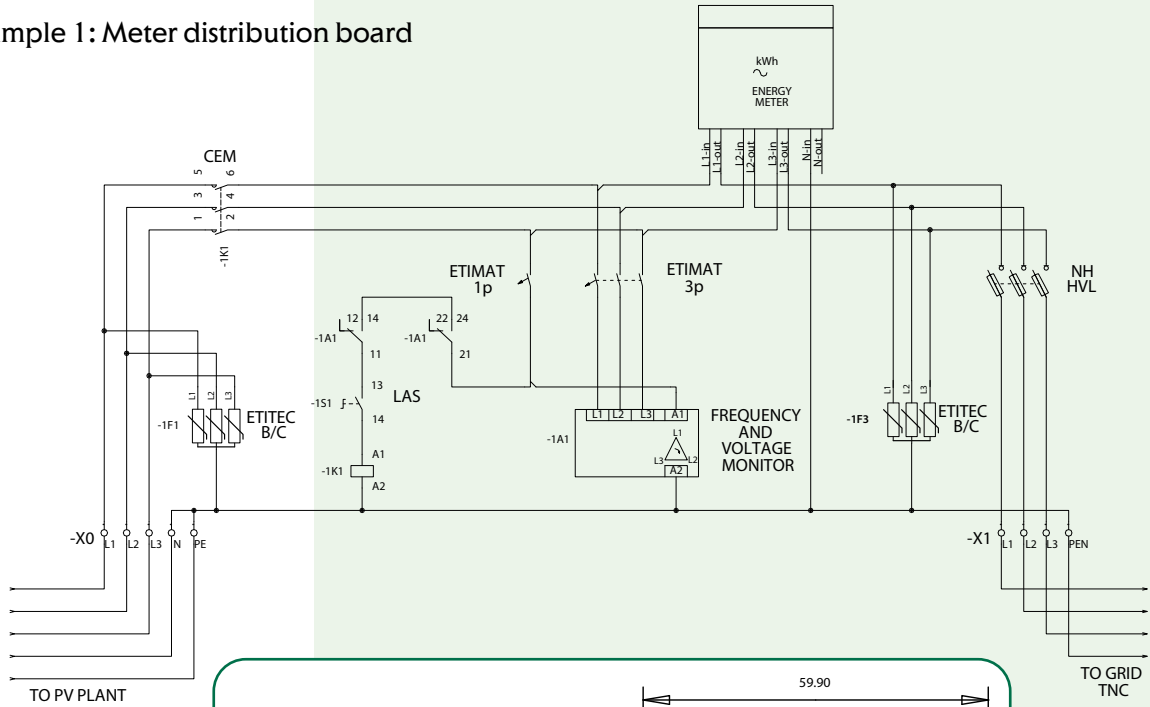 mple 1: Meter distribution board
kWh
ENERGY
METER
L1-in
L1-out
L2-in
L2-out
L3-in
L3-out
N-in
N-out
CEM
5 6
3 4
1 2
-1K1
ETIMAT
1p
ETIMAT
3p
NH
HVL
12 14
-1A1
11
22 24
-1A1
21
13
-1S1
LAS
14
A1
-1K1
A2
L1 L2 L3
-1F1
ETITEC
B/C
L1 L2 L3 A1
-1A1
L1
L3 L2
A2
FREQUENCY
AND
VOLTAGE
MONITOR
L1 L2 L3
-1F3
ETITEC
B/C
-X0
L1 L2 L3 N PE
-X1
L1 L2 L3 PEN
TO PV PLANT
TO GRID
TNC
59.90